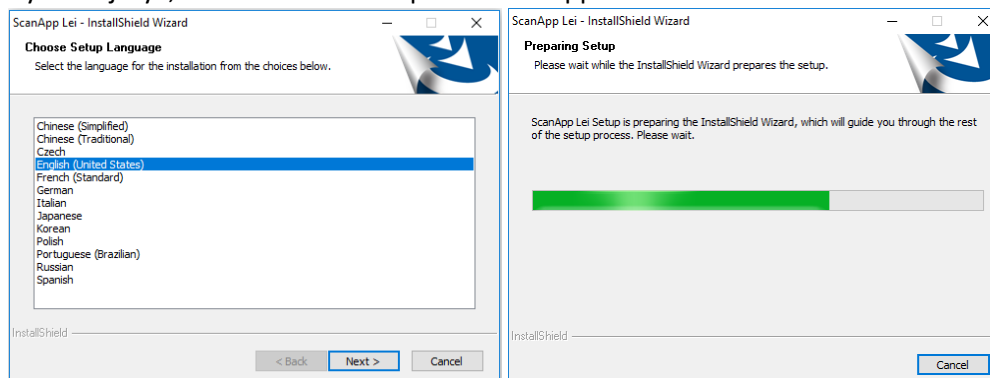 ScanApp Lei - InstallShield Wizard
Choose Setup Language
Select the language for the installation from the choices below.
Chinese (Simplified)
Chinese (Traditional)
Czech
English (United States)
French (Standard)
German
Italian
Japanese
Korean
Polish
Portuguese (Brazilian)
Russian
Spanish
InstallShield
< Back Next > Cancel
ScanApp Lei - InstallShield Wizard
Preparing Setup
Please wait while the InstallShield Wizard prepares the setup.
ScanApp Lei Setup is preparing the InstallShield Wizard, which will guide you through the rest
of the setup process. Please wait.
InstallShield
Cancel